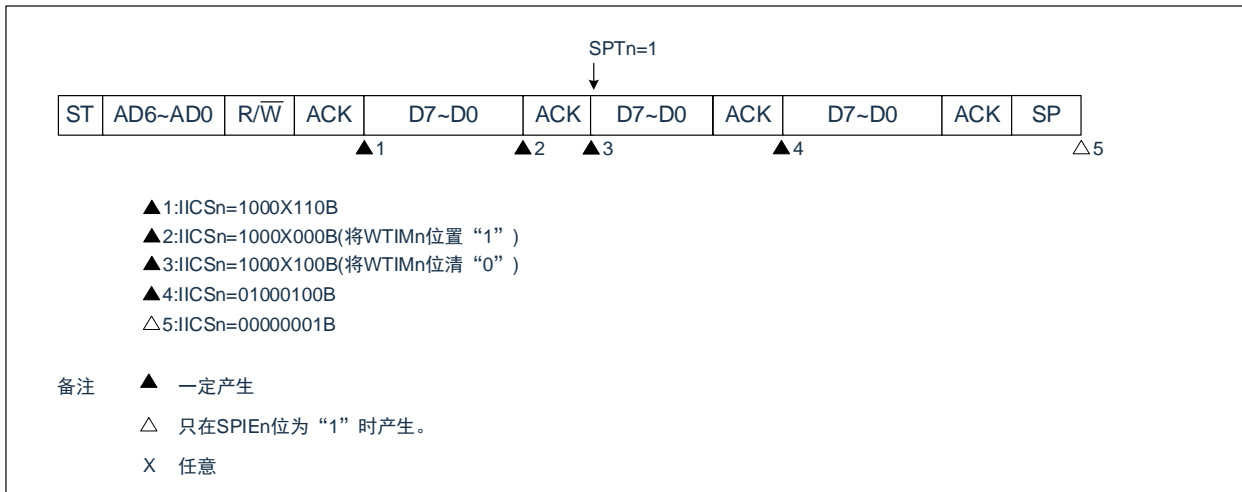 SPTn=1
ST AD6~AD0 R/W̅ ACK D7~D0 ACK D7~D0 ACK D7~D0 ACK SP
▲1 ▲2 ▲3 ▲4 △5
▲1:IICSn=1000X110B
▲2:IICSn=1000X000B(将WTIMn位置“1”)
▲3:IICSn=1000X100B(将WTIMn位清“0”)
▲4:IICSn=01000100B
△5:IICSn=00000001B
备注 ▲ 一定产生
△ 只在SPIEn位为“1”时产生。
X 任意